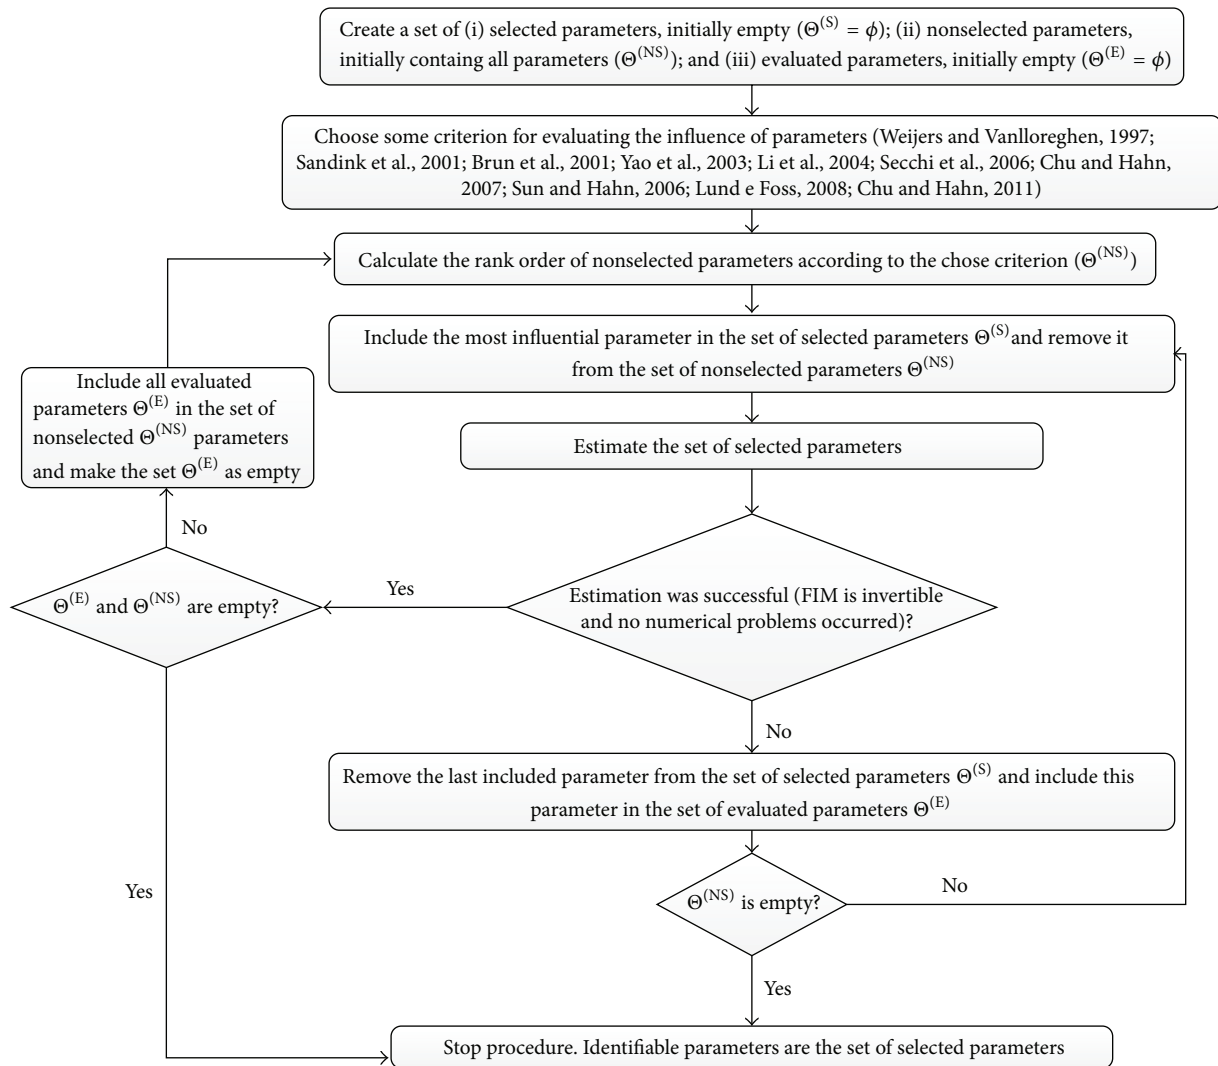 Create a set of (i) selected parameters, initially empty (Θ^(S) = ϕ); (ii) nonselected parameters,
initially containg all parameters (Θ^(NS)); and (iii) evaluated parameters, initially empty (Θ^(E) = ϕ)
Choose some criterion for evaluating the influence of parameters (Weijers and Vanlloreghen, 1997;
Sandink et al., 2001; Brun et al., 2001; Yao et al., 2003; Li et al., 2004; Secchi et al., 2006; Chu and Hahn,
2007; Sun and Hahn, 2006; Lund e Foss, 2008; Chu and Hahn, 2011)
Calculate the rank order of nonselected parameters according to the chose criterion (Θ^(NS))
Include the most influential parameter in the set of selected parameters Θ^(S) and remove it
from the set of nonselected parameters Θ^(NS)
Include all evaluated
parameters Θ^(E) in the set of
nonselected Θ^(NS) parameters
and make the set Θ^(E) as empty
Estimate the set of selected parameters
No
Θ^(E) and Θ^(NS) are empty?
Yes
Estimation was successful (FIM is invertible
and no numerical problems occurred)?
No
Remove the last included parameter from the set of selected parameters Θ^(S) and include this
parameter in the set of evaluated parameters Θ^(E)
Yes
Θ^(NS) is empty?
No
Yes
Stop procedure. Identifiable parameters are the set of selected parameters